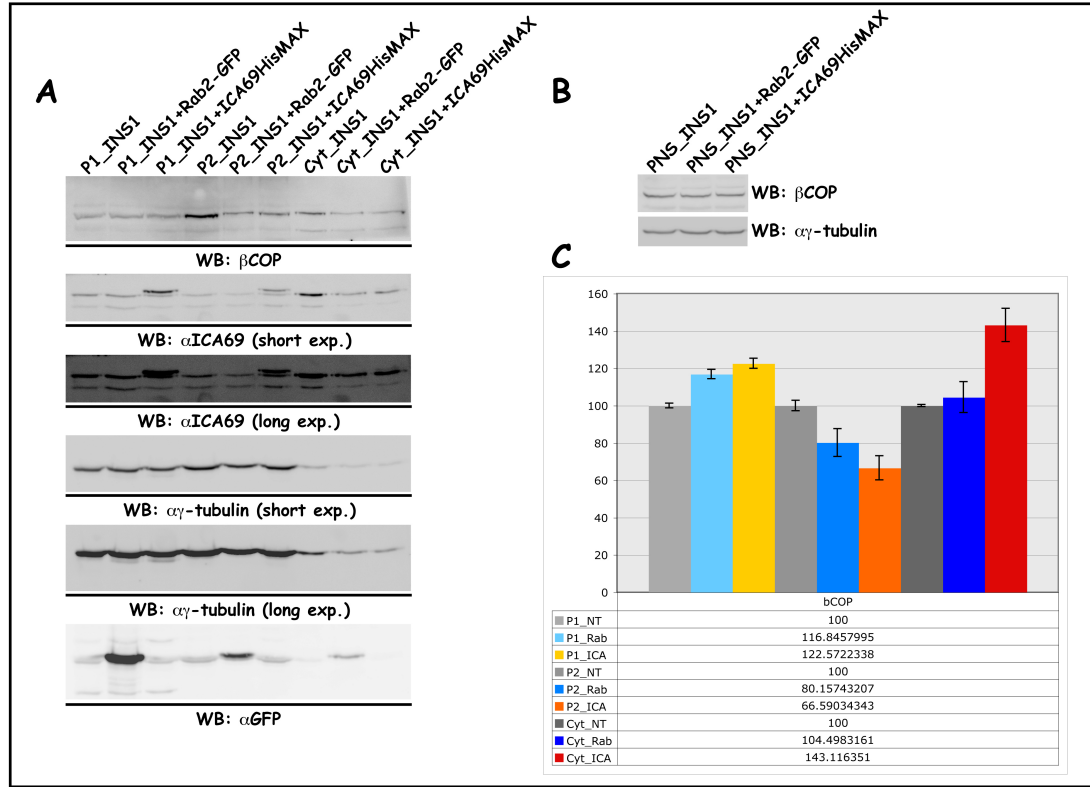 A
P1_INS1
P1_INS1+Rab2-GFP
P1_INS1+ICA69HisMAX
P2_INS1
P2_INS1+Rab2-GFP
P2_INS1+ICA69HisMAX
Cyt_INS1
Cyt_INS1+Rab2-GFP
Cyt_INS1+ICA69HisMAX
WB: βCOP
WB: αICA69 (short exp.)
WB: αICA69 (long exp.)
WB: αγ-tubulin (short exp.)
WB: αγ-tubulin (long exp.)
WB: αGFP
B
PNS_INS1
PNS_INS1+Rab2-GFP
PNS_INS1+ICA69HisMAX
WB: βCOP
WB: αγ-tubulin
C
160
140
120
100
80
60
40
20
0
bCOP
P1_NT 100
P1_Rab 116.8457995
P1_ICA 122.5722338
P2_NT 100
P2_Rab 80.15743207
P2_ICA 66.59034343
Cyt_NT 100
Cyt_Rab 104.4983161
Cyt_ICA 143.116351